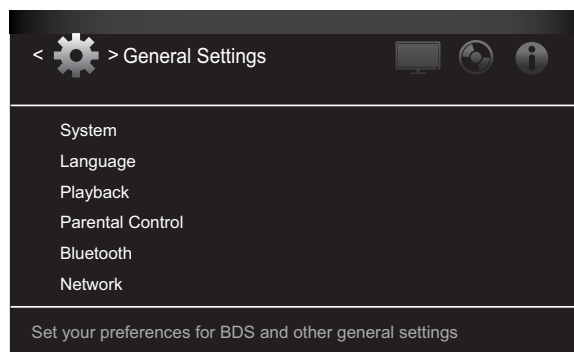 < > General Settings
System
Language
Playback
Parental Control
Bluetooth
Network
Set your preferences for BDS and other general settings